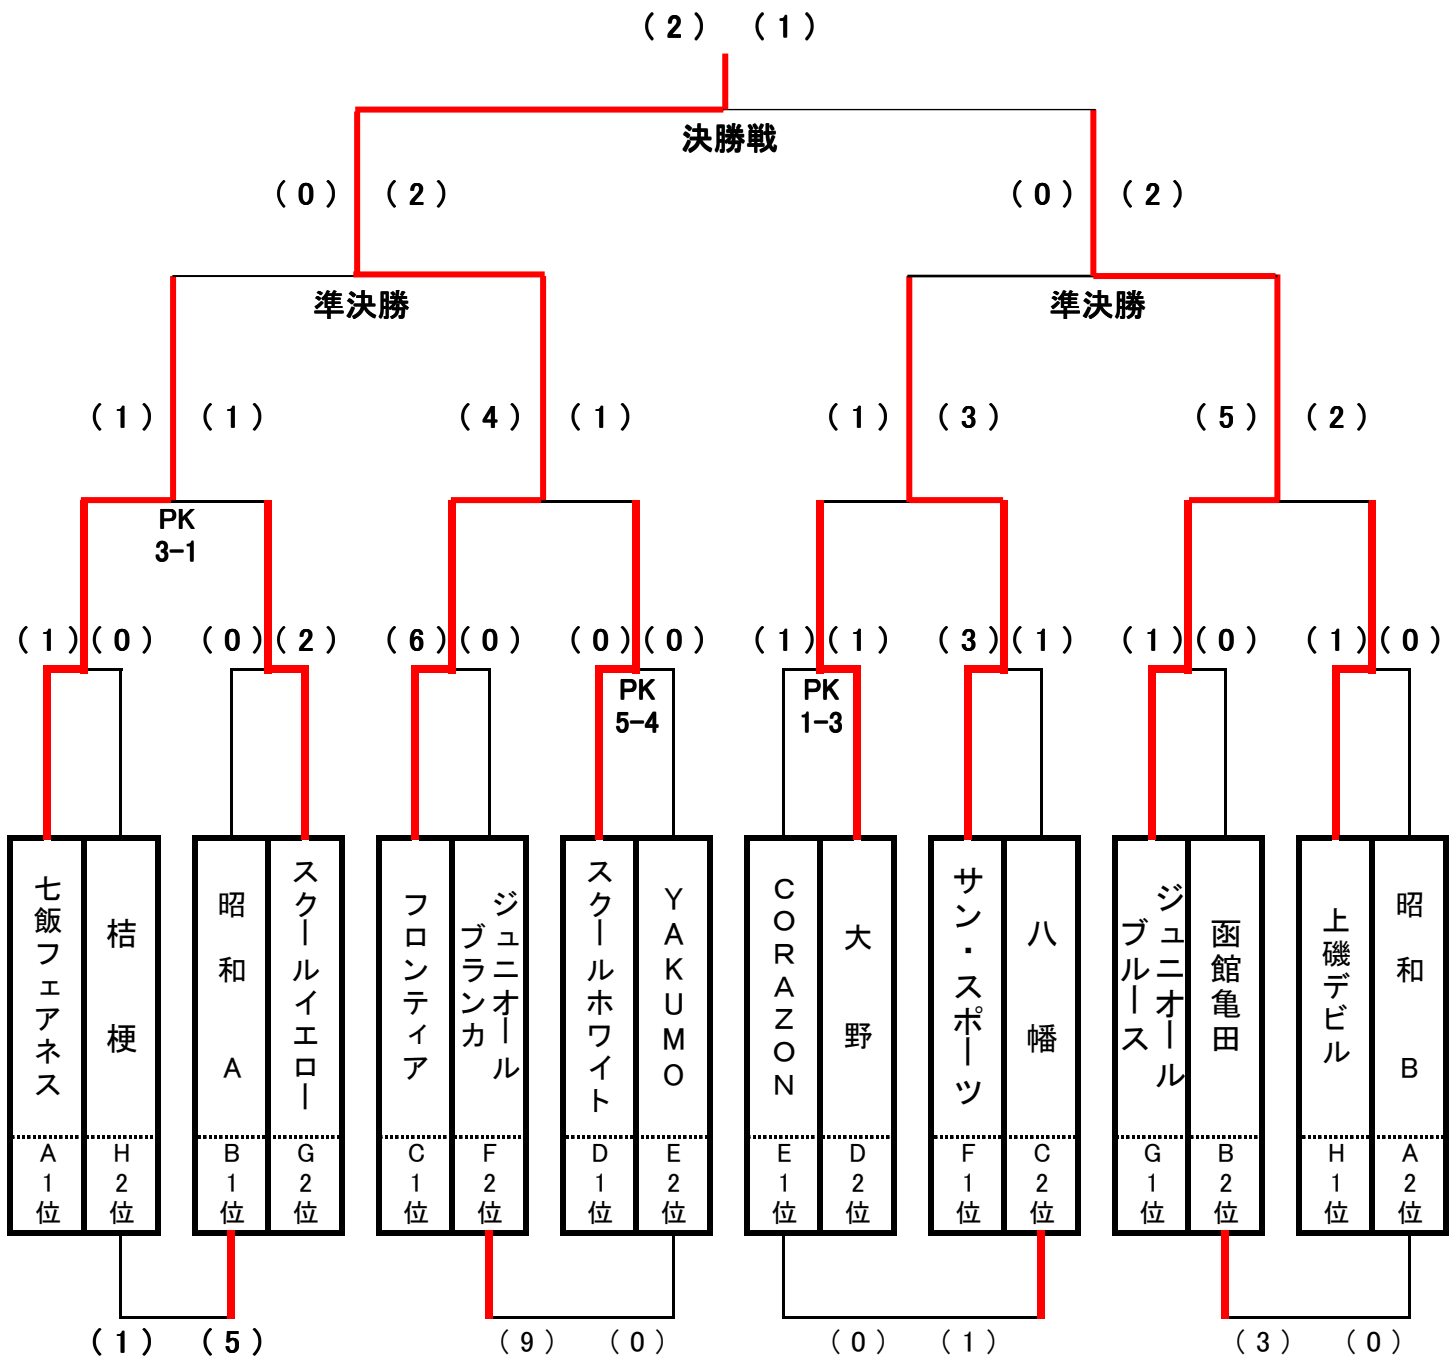 (2) (1)
決勝戦
(0) (2) (0) (2)
準決勝 準決勝
(1) (1) (4) (1) (1) (3) (5) (2)
PK
3-1
(1)(0) (0)(2) (6)(0) (0)(0) (1)(1) (3)(1) (1)(0) (1)(0)
PK PK
5-4 1-3
七飯フェアネス
桔梗
昭和A
スクールイエロー
フロンティア
ジュニオール
ブランカ
スクールホワイト
YAKUMO
CORAZON
大野
サン・スポーツ
八幡
ジュニオール
ブルース
函館亀田
上磯デビル
昭和B
A1位 H2位 B1位 G2位 C1位 F2位 D1位 E2位 E1位 D2位 F1位 C2位 G1位 B2位 H1位 A2位
(1) (5) (9) (0) (0) (1) (3) (0)